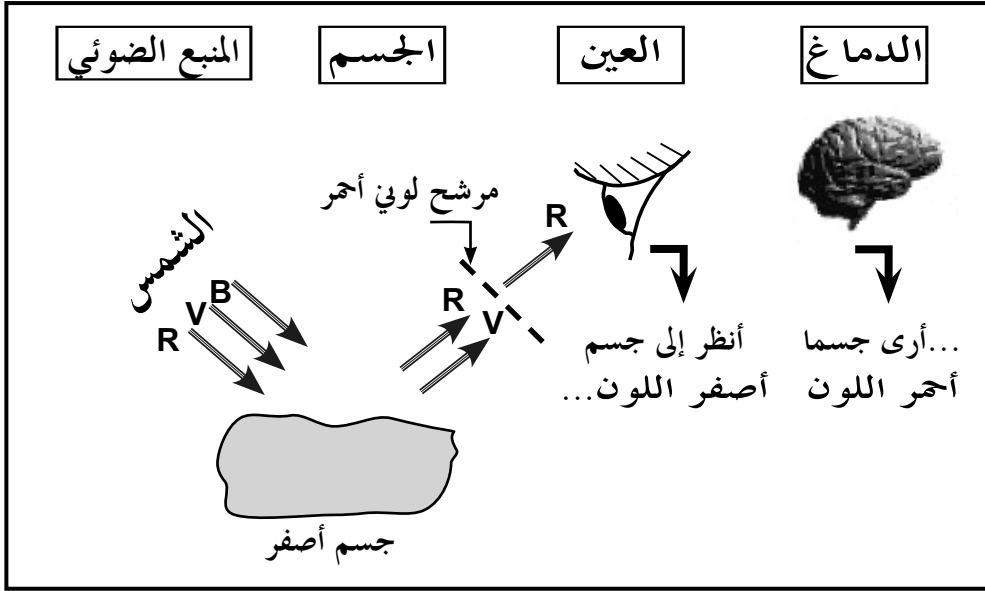 الدماغ
العين
الجسم
المنبع الضوئي
مرشح لوني أحمر
الشمس
R
V
B
R
V
R
أنظر إلى جسم
أصفر اللون...
...أرى جسما
أحمر اللون
جسم أصفر